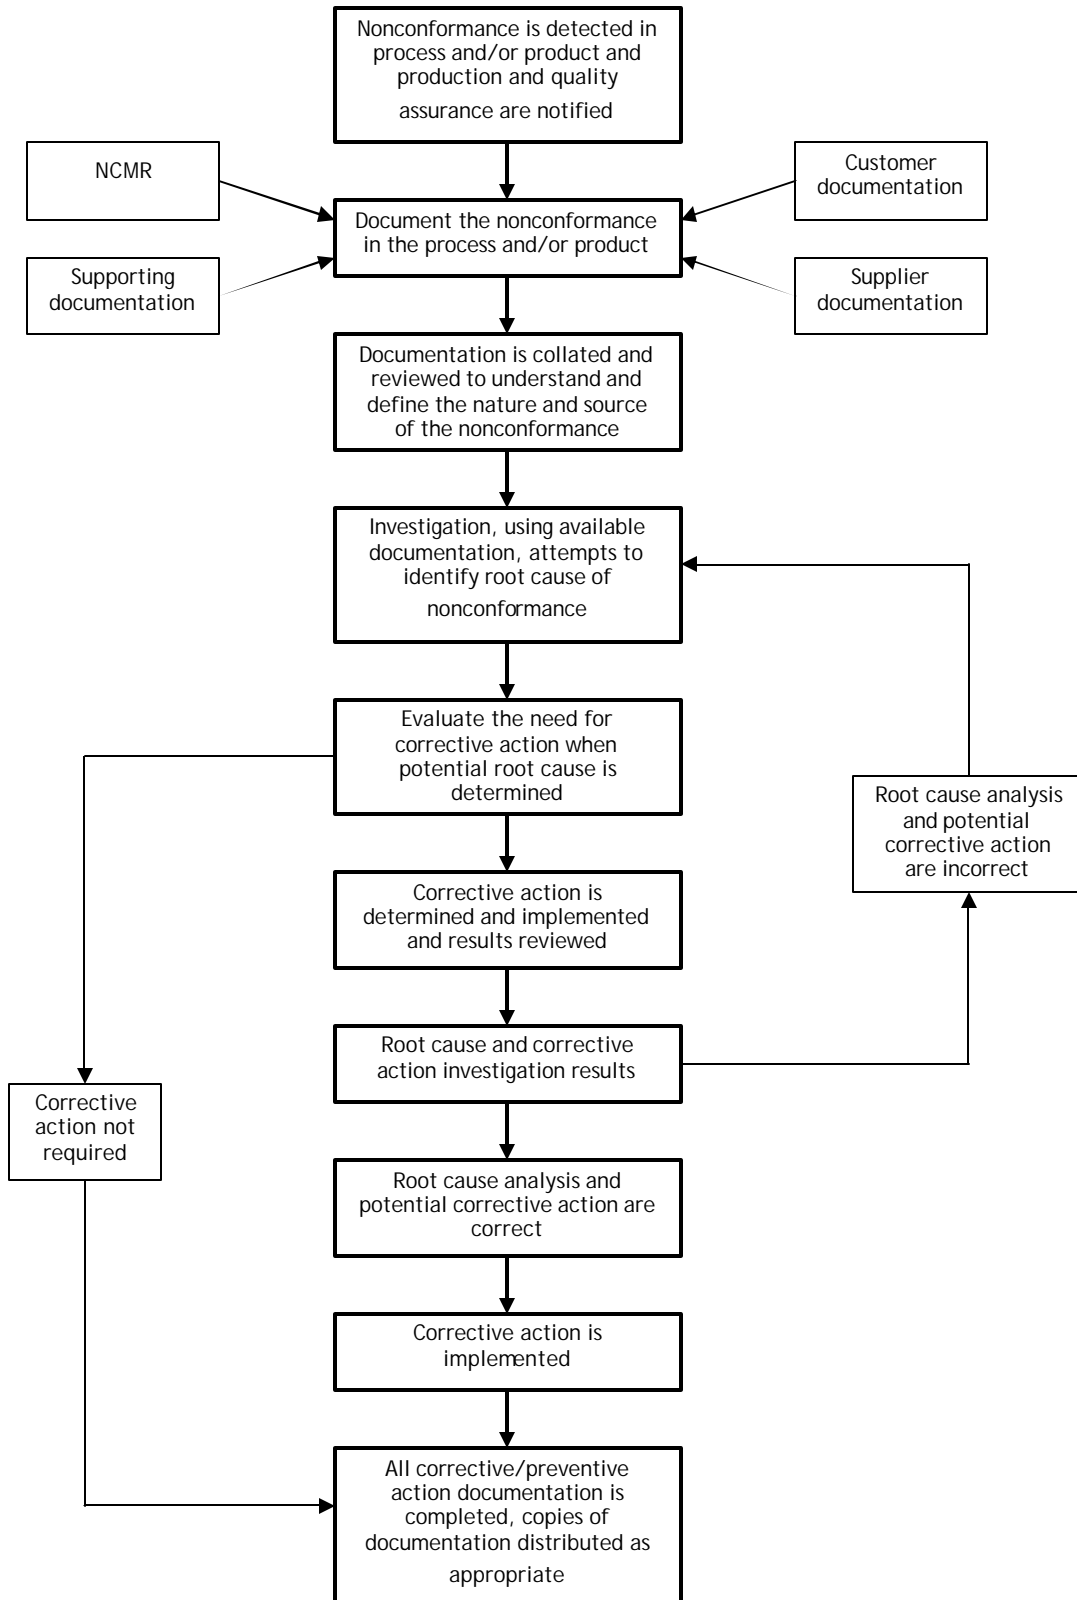 Nonconformance is detected in
process and/or product and
production and quality
assurance are notified
NCMR
Customer
documentation
Document the nonconformance
in the process and/or product
Supporting
documentation
Supplier
documentation
Documentation is collated and
reviewed to understand and
define the nature and source
of the nonconformance
Investigation, using available
documentation, attempts to
identify root cause of
nonconformance
Evaluate the need for
corrective action when
potential root cause is
determined
Root cause analysis
and potential
corrective action
are incorrect
Corrective action is
determined and implemented
and results reviewed
Root cause and corrective
action investigation results
Corrective
action not
required
Root cause analysis and
potential corrective action are
correct
Corrective action is
implemented
All corrective/preventive
action documentation is
completed, copies of
documentation distributed as
appropriate